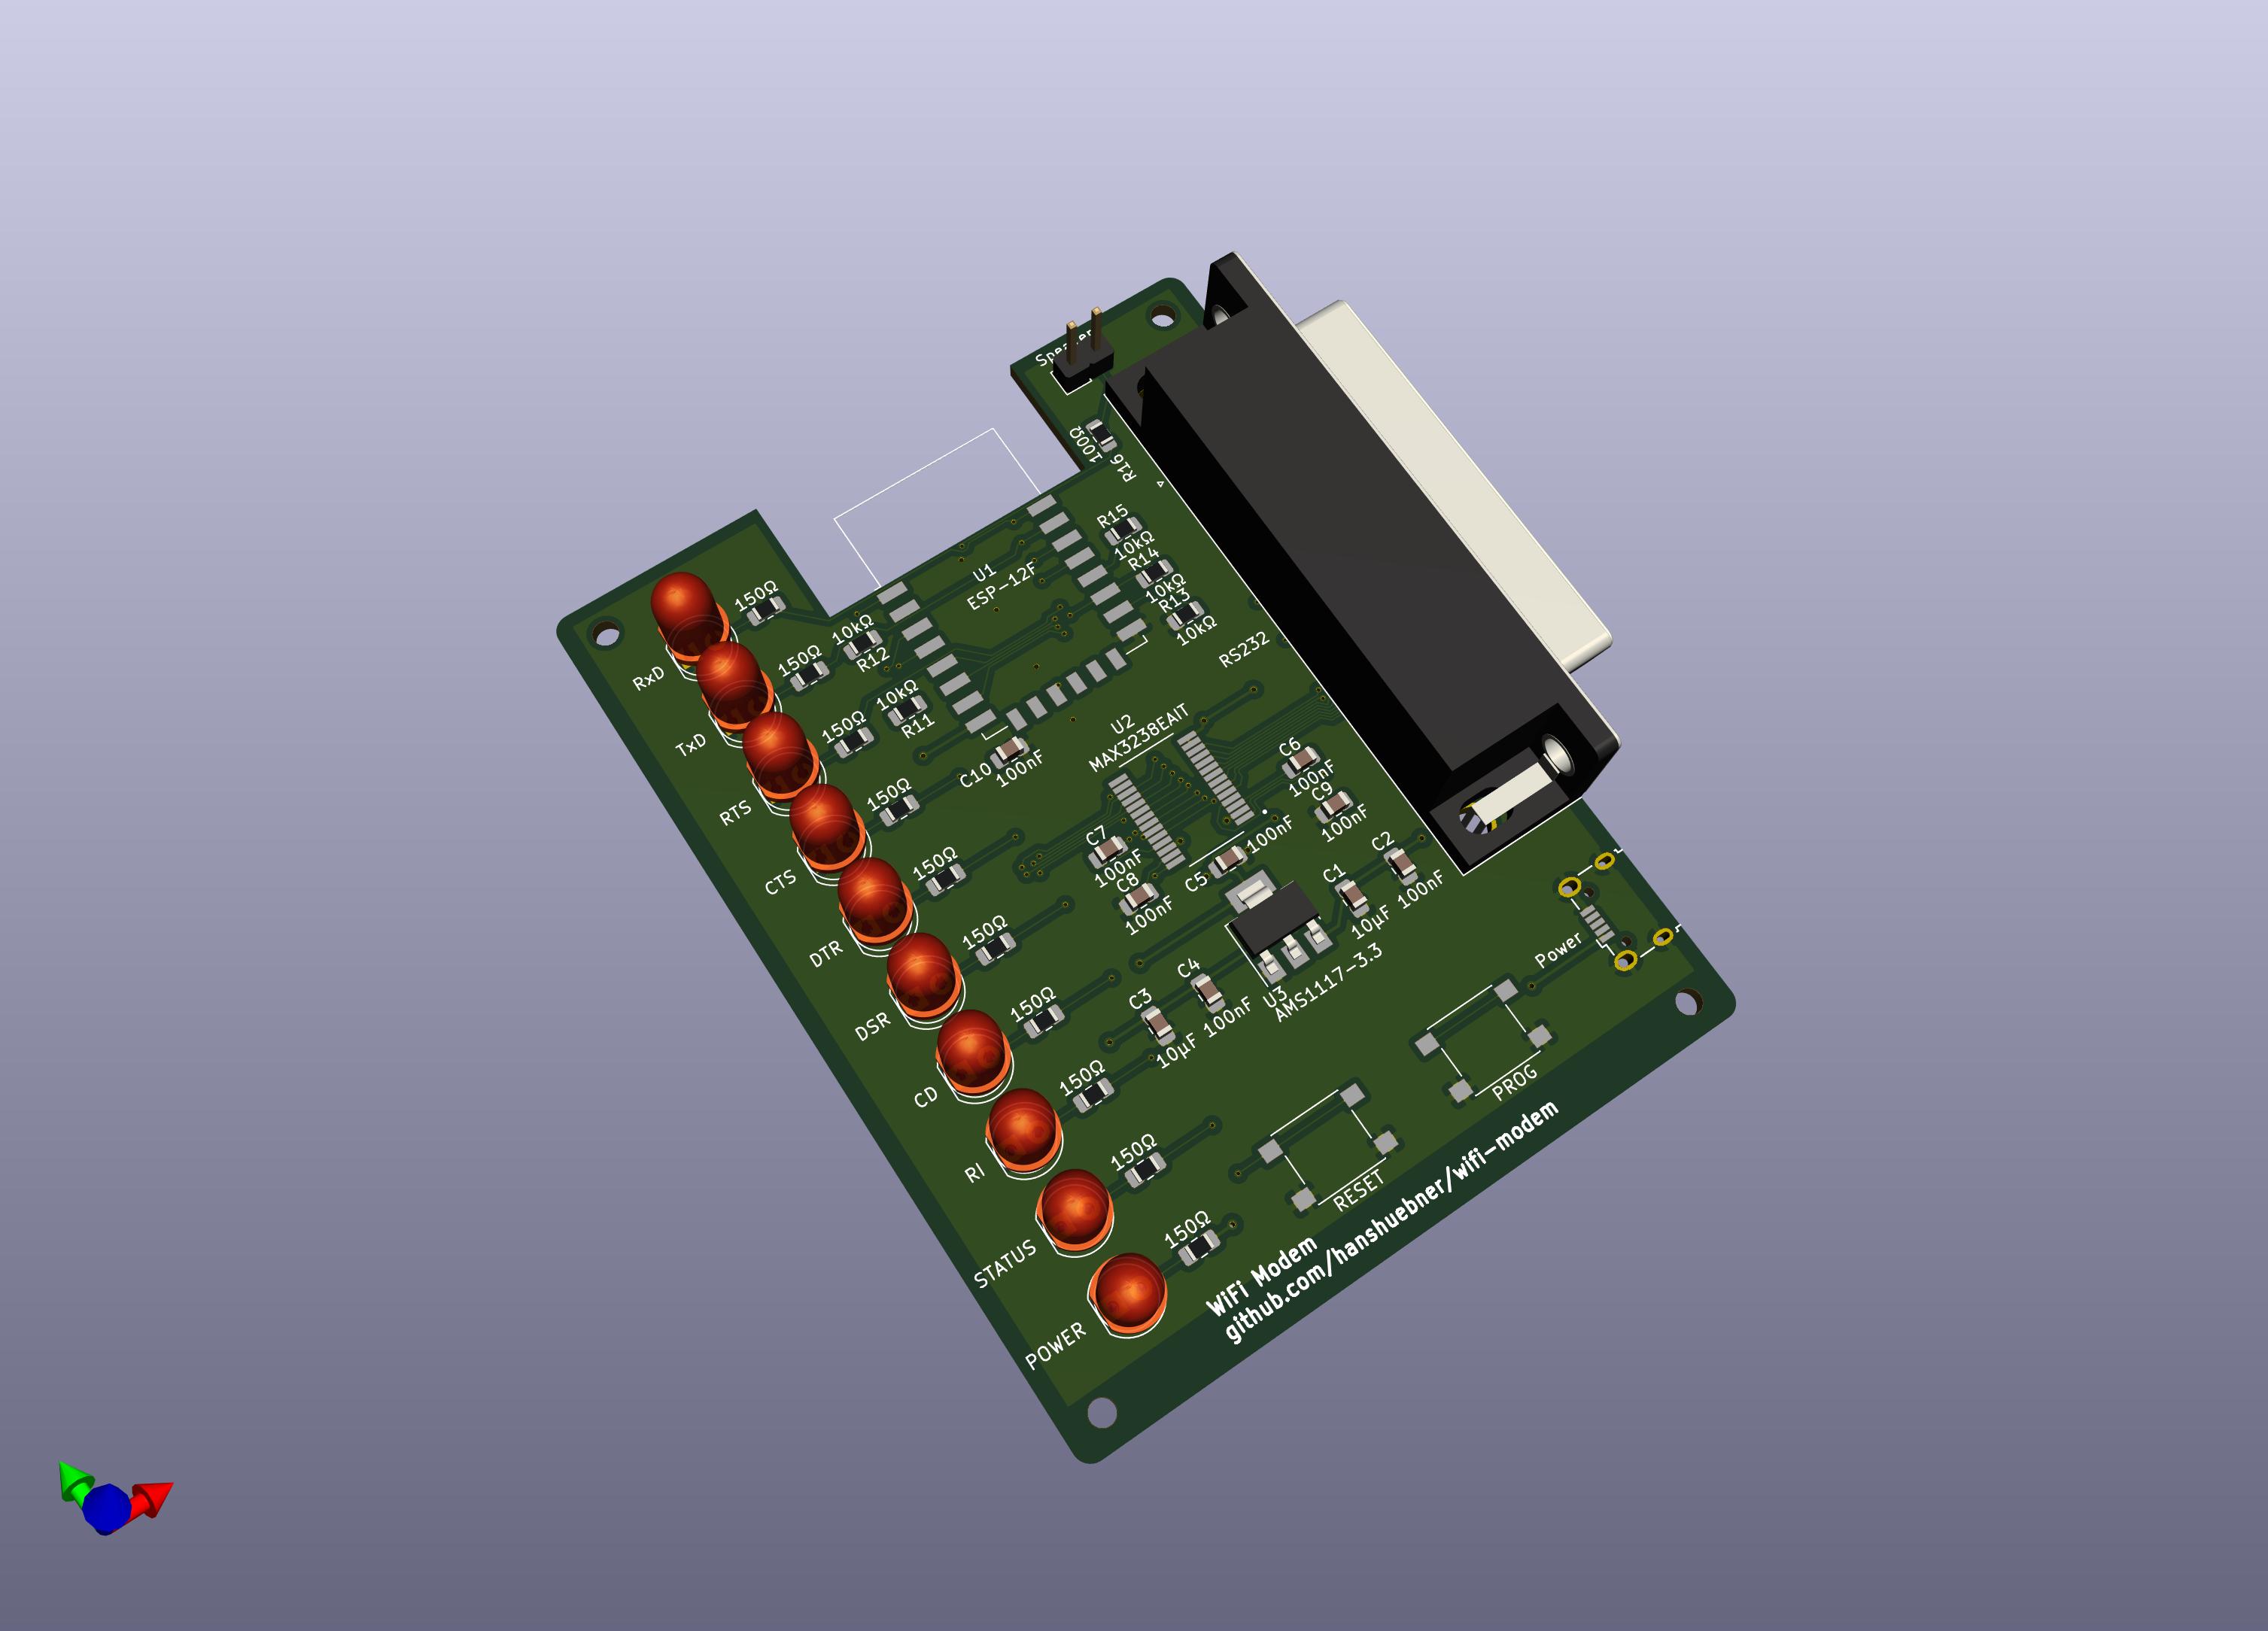 Speaker
100Ω
R16
R15
10kΩ
R14
10kΩ
R13
10kΩ
U1
ESP-12F
RS232
150Ω
RxD
10kΩ
R12
150Ω
TxD
10kΩ
R11
150Ω
RTS
C10
100nF
150Ω
CTS
U2
MAX3238EAIT
C6
100nF
C9
100nF
C7
100nF
C8
100nF
C5
100nF
C2
100nF
C1
10µF
150Ω
DTR
150Ω
DSR
U3
AMS1117-3.3
C4
100nF
C3
10µF
Power
150Ω
CD
150Ω
RI
PROG
RESET
150Ω
STATUS
150Ω
POWER
WiFi Modem
github.com/hanshuebner/wifi-modem